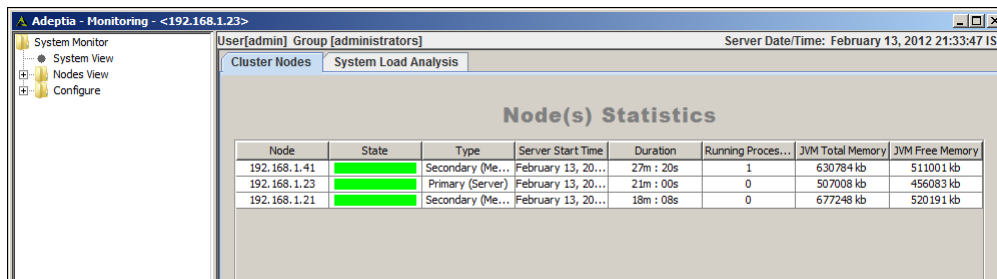 Adeptia - Monitoring - <192.168.1.23>
System Monitor
System View
Nodes View
Configure
User[admin] Group [administrators] Server Date/Time: February 13, 2012 21:33:47 IS
Cluster Nodes System Load Analysis
Node(s) Statistics
Node State Type Server Start Time Duration Running Proces... JVM Total Memory JVM Free Memory
192.168.1.41 Secondary (Me... February 13, 20... 27m : 20s 1 630784 kb 511001 kb
192.168.1.23 Primary (Server) February 13, 20... 21m : 00s 0 507008 kb 456083 kb
192.168.1.21 Secondary (Me... February 13, 20... 18m : 08s 0 677248 kb 520191 kb